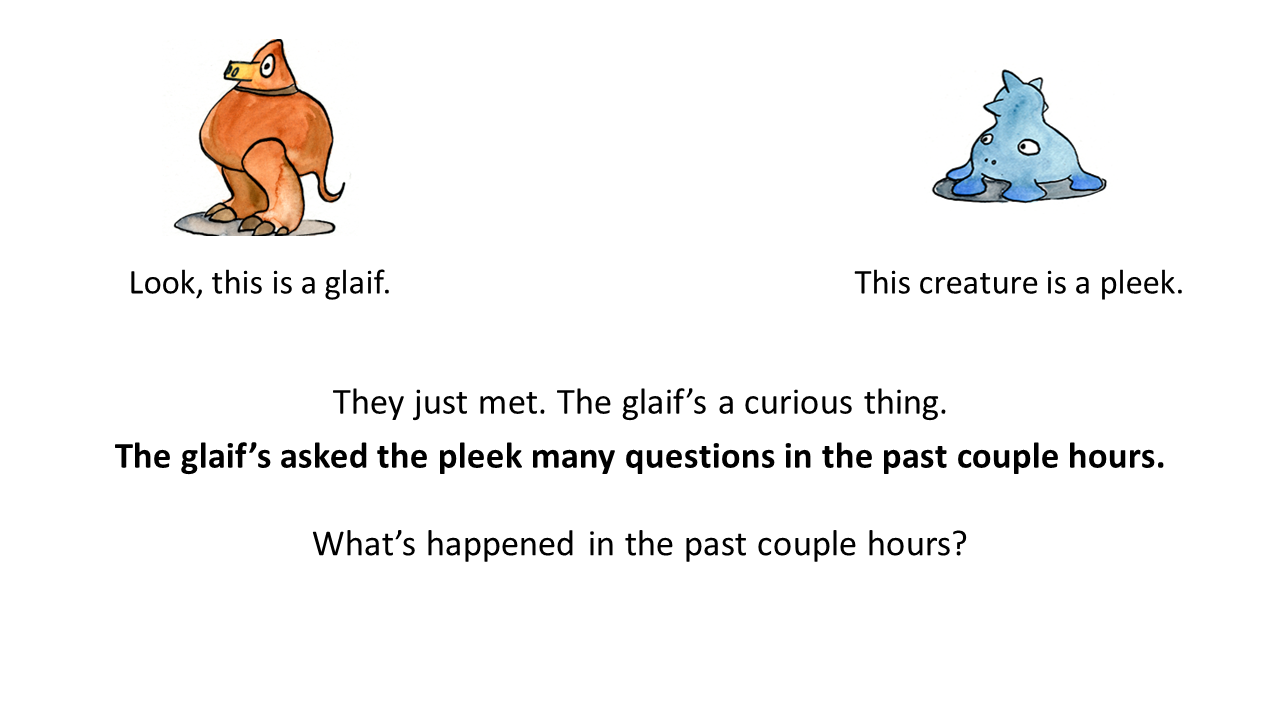 Look, this is a glaif.
This creature is a pleek.
They just met. The glaif’s a curious thing.
The glaif’s asked the pleek many questions in the past couple hours.
What’s happened in the past couple hours?